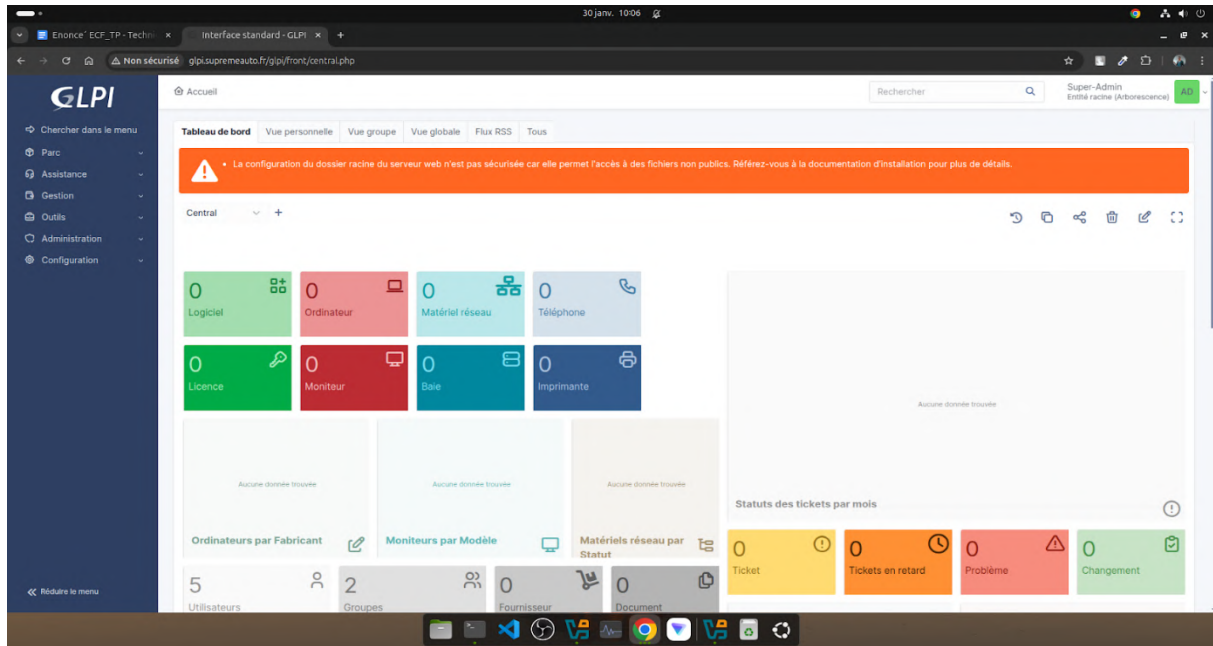 30 janv. 10:06
Enonce´ ECF_TP - Techni
Interface standard - GLPI
Non sécurisé glpi.supremeauto.fr/glpi/front/central.php
GLPI
Chercher dans le menu
Parc
Assistance
Gestion
Outils
Administration
Configuration
Réduire le menu
Accueil
Rechercher
Super-Admin
Entité racine (Arborescence)
AD
Tableau de bord Vue personnelle Vue groupe Vue globale Flux RSS Tous
• La configuration du dossier racine du serveur web n'est pas sécurisée car elle permet l'accès à des fichiers non publics. Référez-vous à la documentation d'installation pour plus de détails.
Central
0
Logiciel
0
Ordinateur
0
Matériel réseau
0
Téléphone
0
Licence
0
Moniteur
0
Baie
0
Imprimante
Aucune donnée trouvée
Ordinateurs par Fabricant
Aucune donnée trouvée
Moniteurs par Modèle
Aucune donnée trouvée
Matériels réseau par
Statut
Aucune donnée trouvée
Statuts des tickets par mois
0
Ticket
0
Tickets en retard
0
Problème
0
Changement
5
Utilisateurs
2
Groupes
0
Fournisseur
0
Document